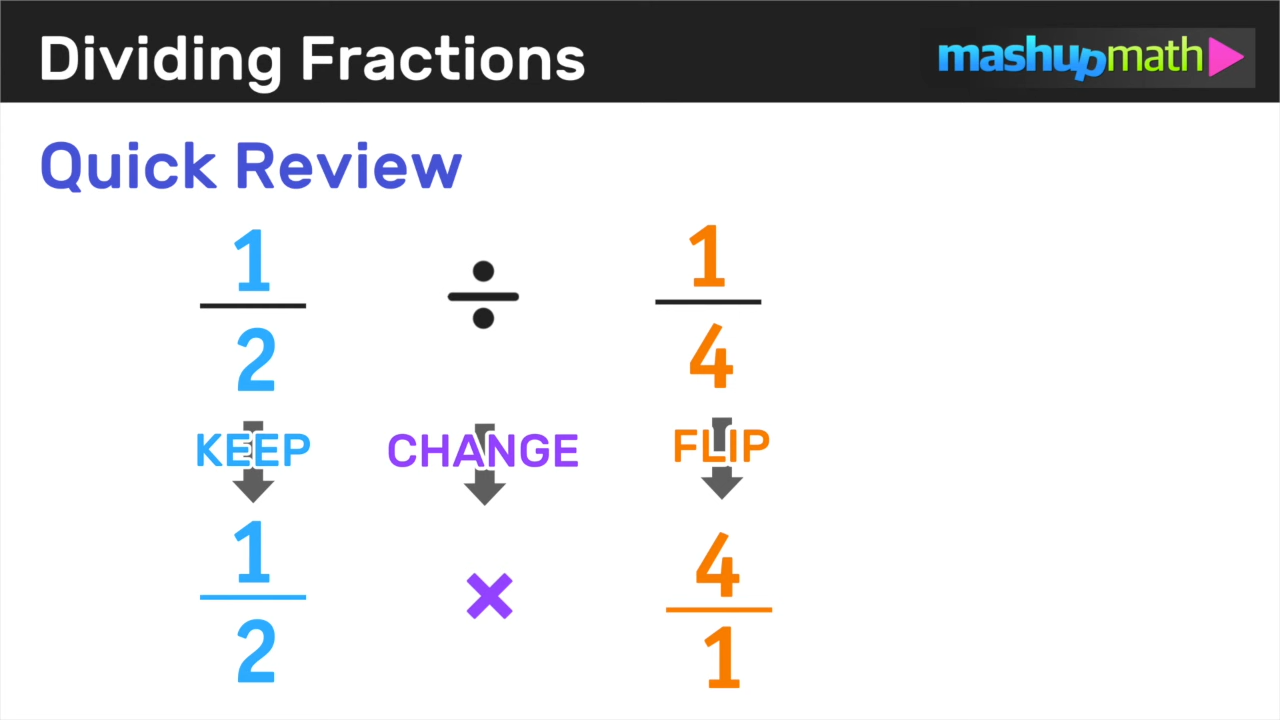 Dividing Fractions
mashupmath
Quick Review
1/2 ÷ 1/4
KEEP CHANGE FLIP
1/2 × 4/1